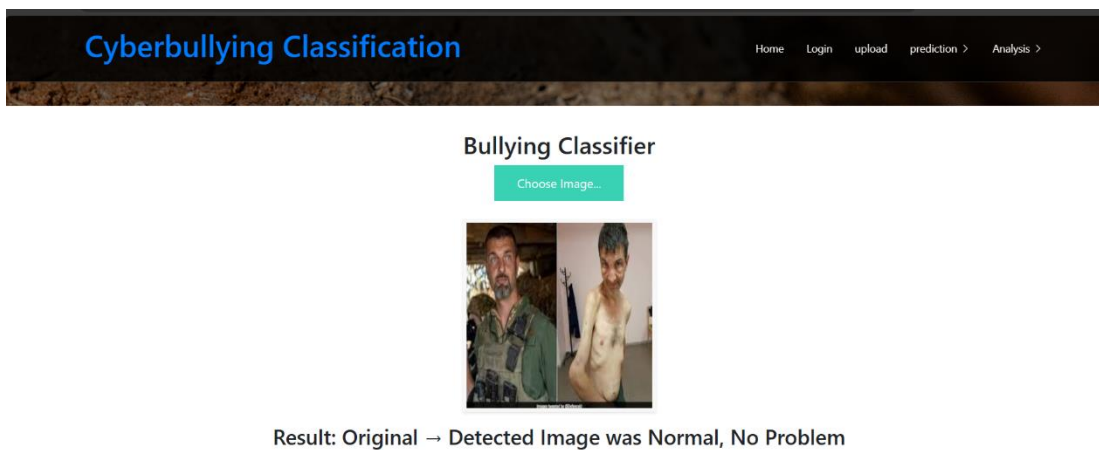 Cyberbullying Classification
Home Login upload prediction > Analysis >
Bullying Classifier
Choose Image...
Result: Original → Detected Image was Normal, No Problem